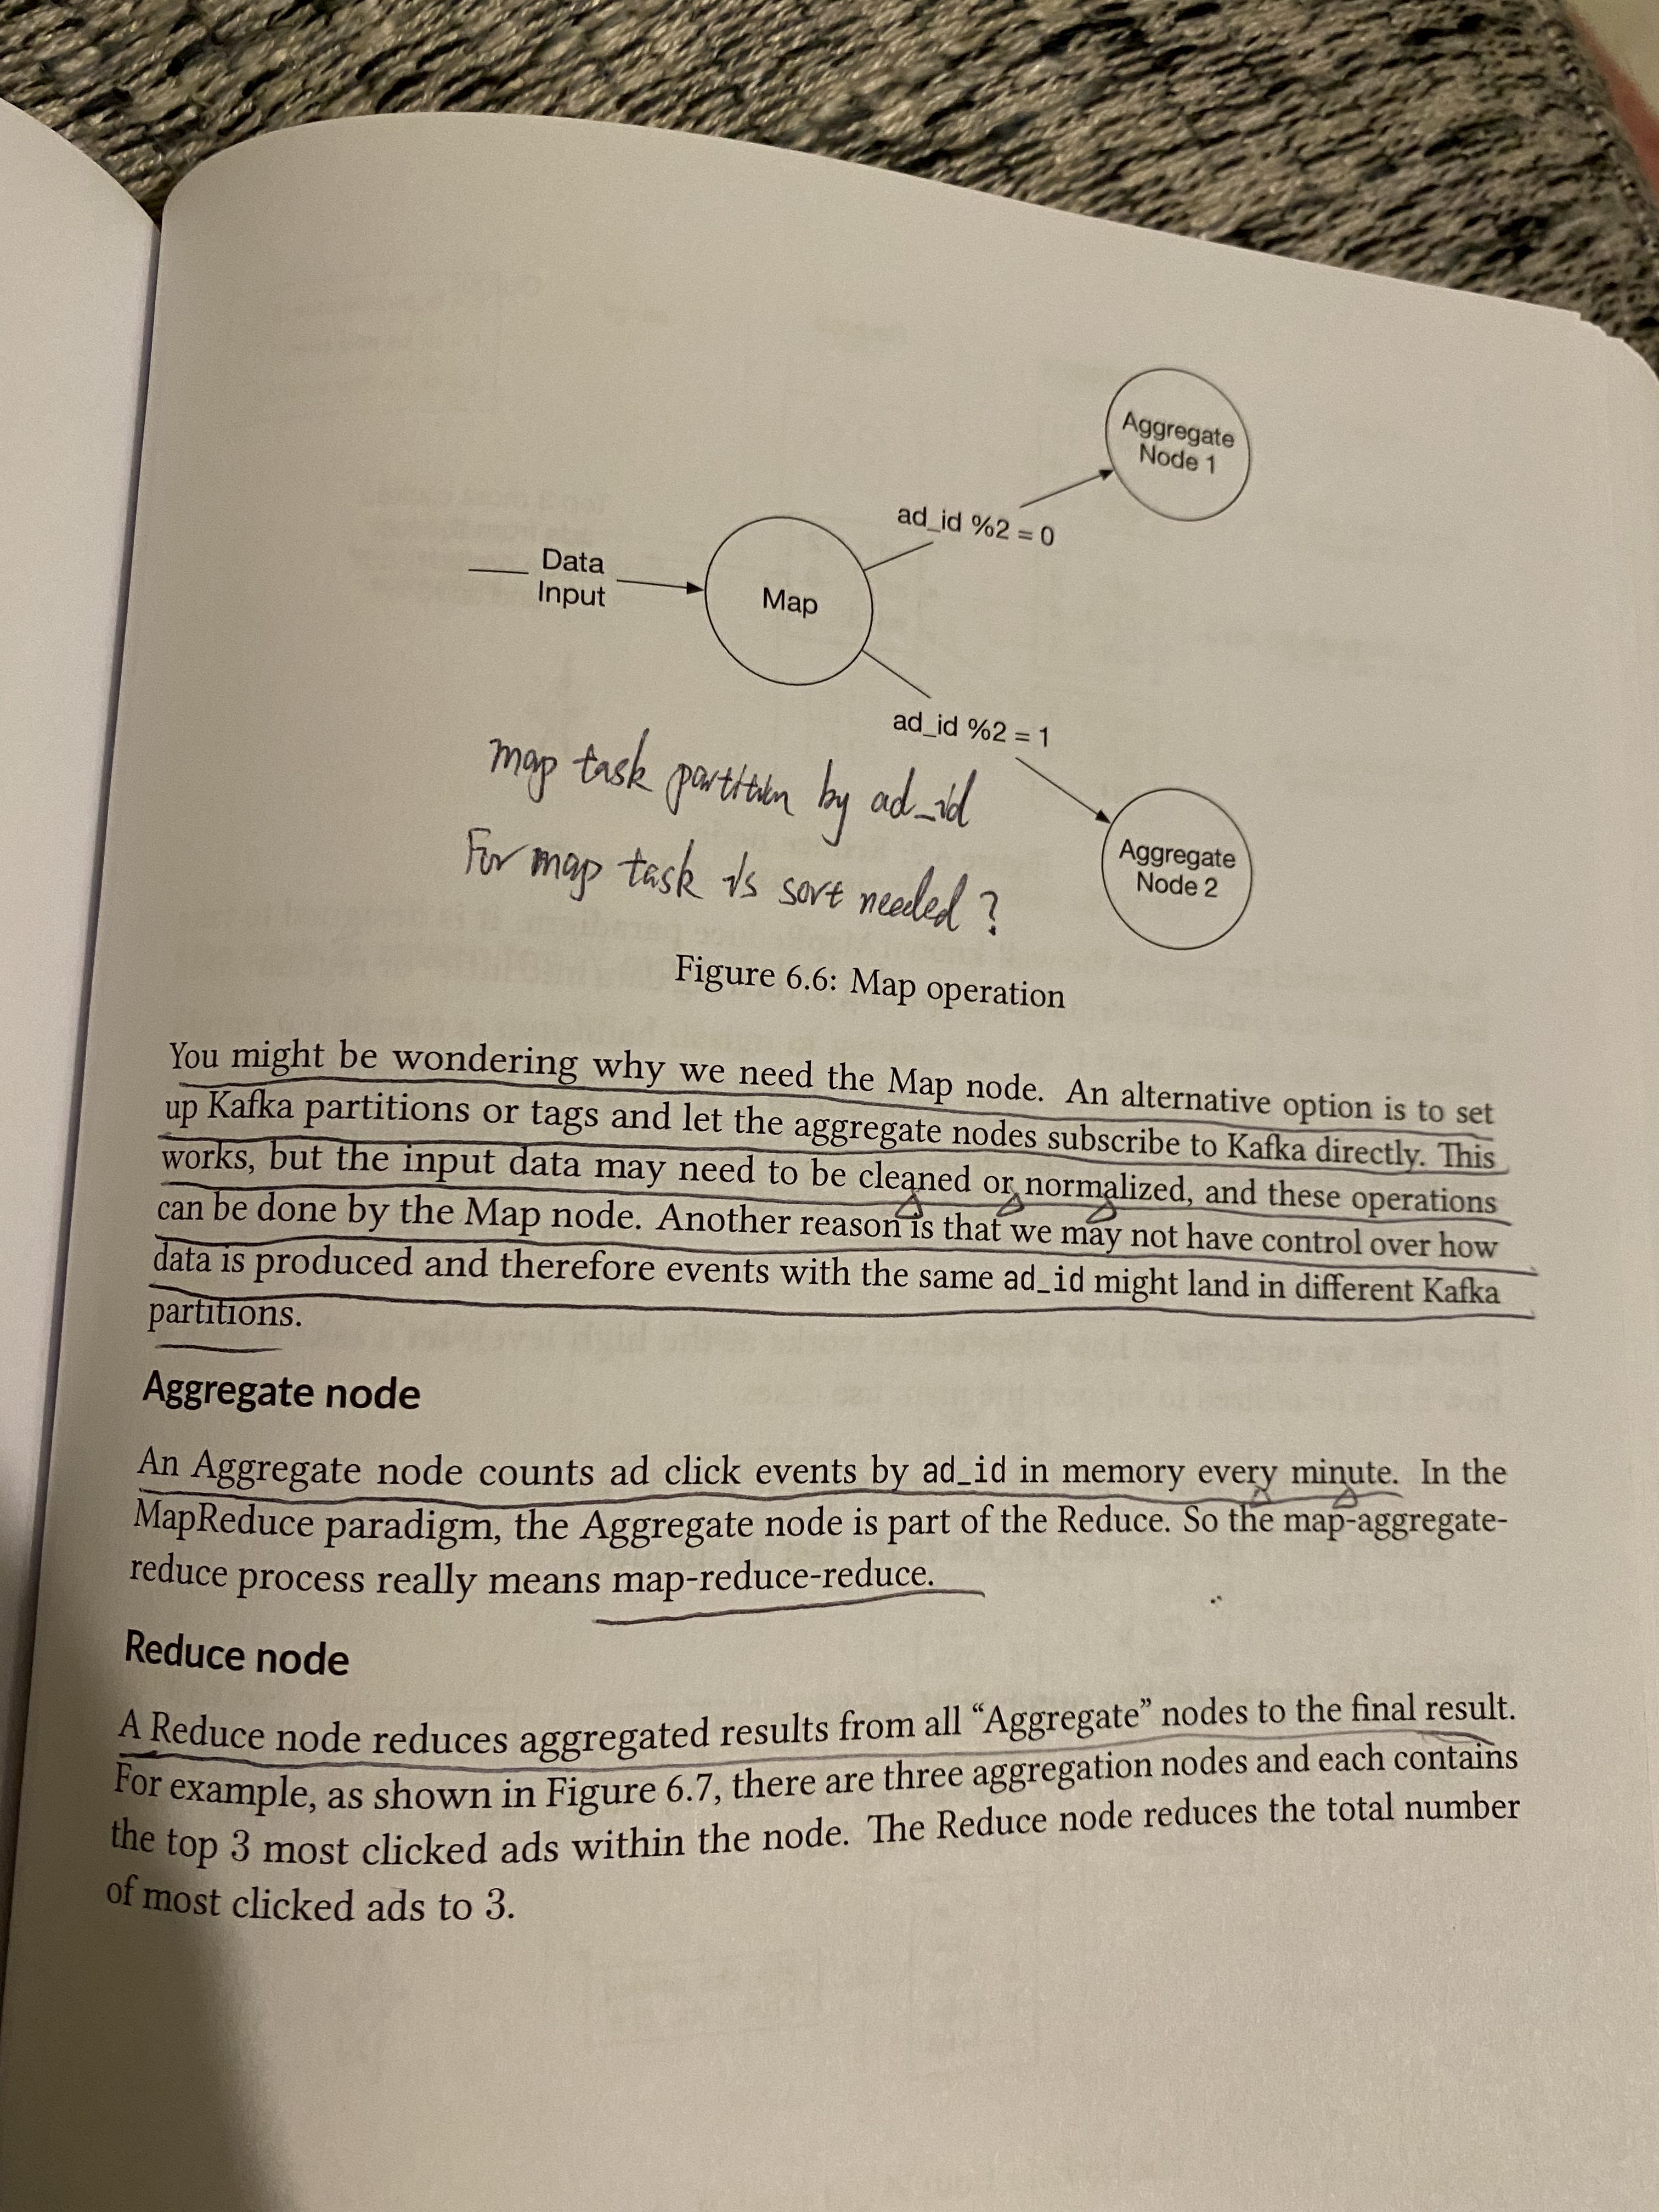 Aggregate
Node 1
ad_id %2 = 0
Data
Input
Map
ad_id %2 = 1
map task partition by ad_id
Aggregate
Node 2
For map task is sort needed ?
Figure 6.6: Map operation
You might be wondering why we need the Map node. An alternative option is to set
up Kafka partitions or tags and let the aggregate nodes subscribe to Kafka directly. This
works, but the input data may need to be cleaned or normalized, and these operations
can be done by the Map node. Another reason is that we may not have control over how
data is produced and therefore events with the same ad_id might land in different Kafka
partitions.
Aggregate node
An Aggregate node counts ad click events by ad_id in memory every minute. In the
MapReduce paradigm, the Aggregate node is part of the Reduce. So the map-aggregate-
reduce process really means map-reduce-reduce.
Reduce node
A Reduce node reduces aggregated results from all “Aggregate” nodes to the final result.
For example, as shown in Figure 6.7, there are three aggregation nodes and each contains
the top 3 most clicked ads within the node. The Reduce node reduces the total number
of most clicked ads to 3.